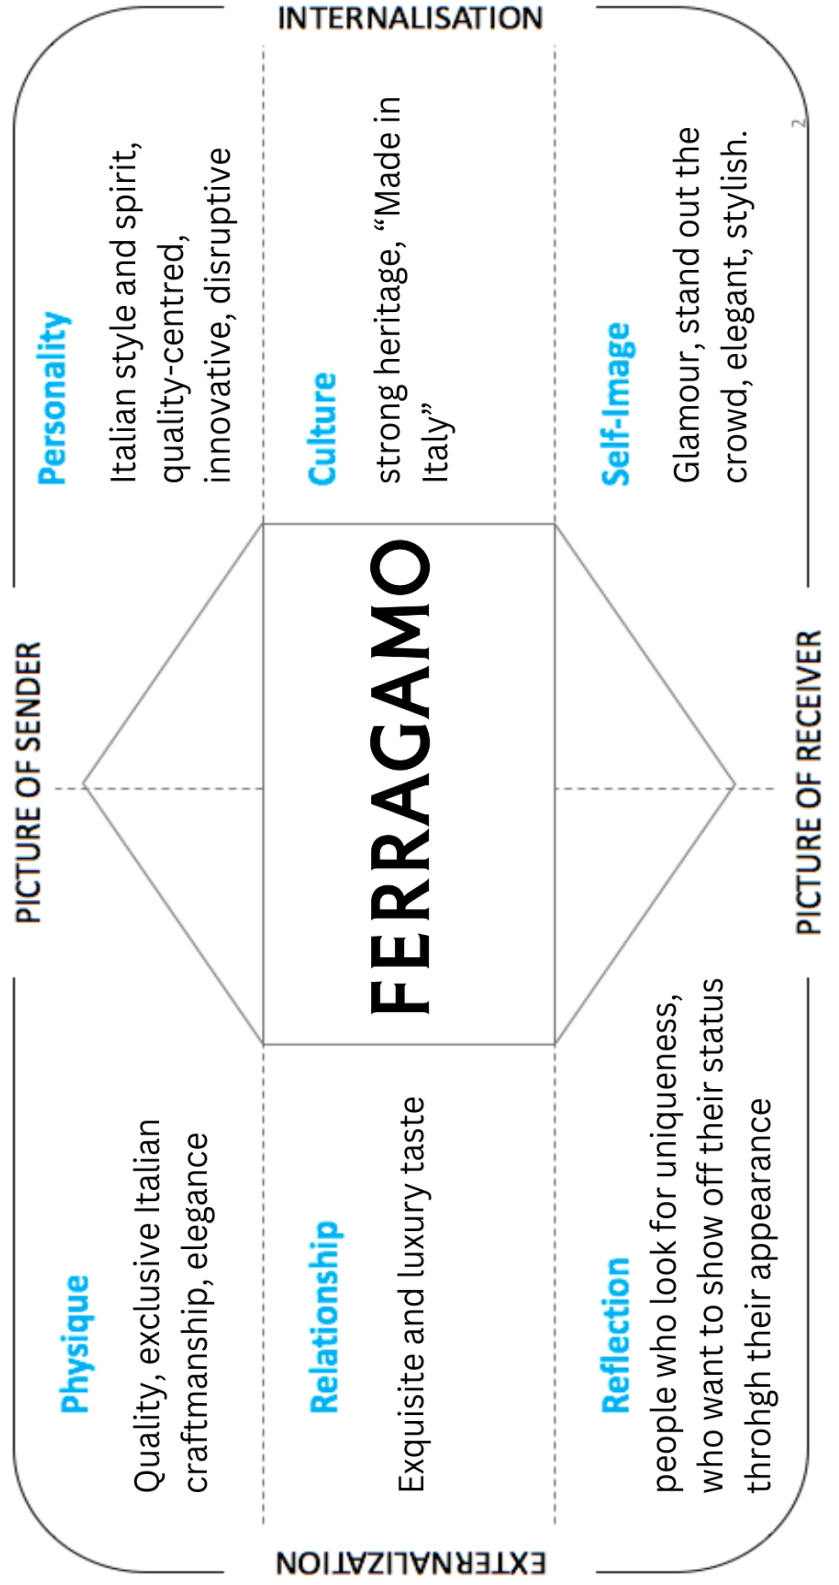 PICTURE OF SENDER
Physique
Quality, exclusive Italian
craftmanship, elegance
Personality
Italian style and spirit,
quality-centred,
innovative, disruptive
EXTERNALIZATION
Relationship
Exquisite and luxury taste
FERRAGAMO
Culture
strong heritage, “Made in
Italy”
INTERNALISATION
Reflection
people who look for uniqueness,
who want to show off their status
throhgh their appearance
Self-Image
Glamour, stand out the
crowd, elegant, stylish.
PICTURE OF RECEIVER
2